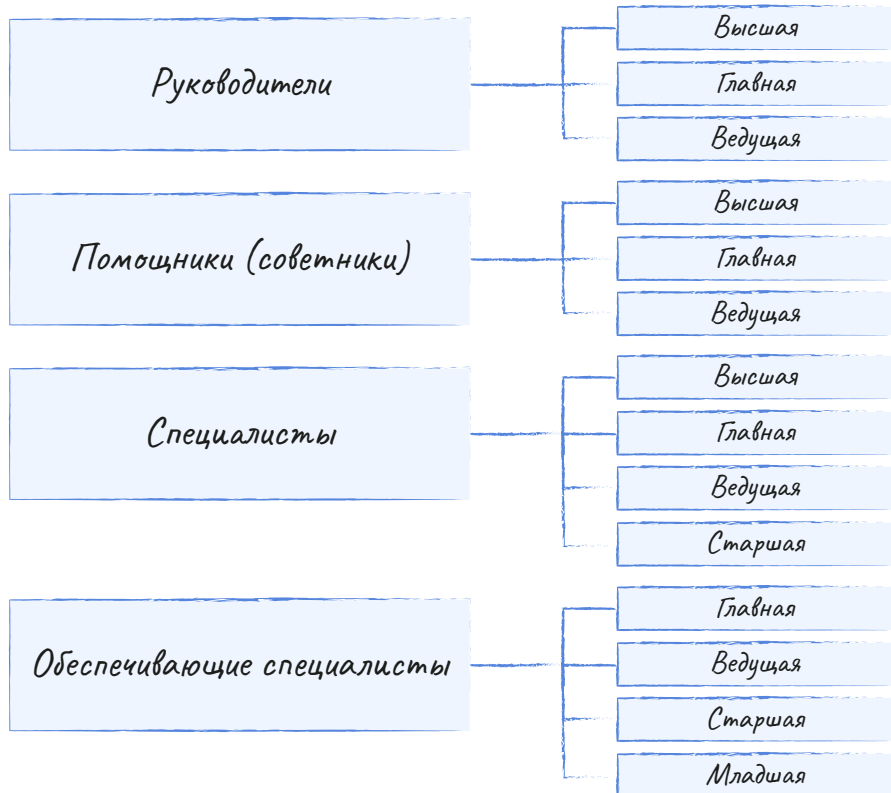 Руководители
Высшая
Главная
Ведущая
Помощники (советники)
Высшая
Главная
Ведущая
Специалисты
Высшая
Главная
Ведущая
Старшая
Обеспечивающие специалисты
Главная
Ведущая
Старшая
Младшая